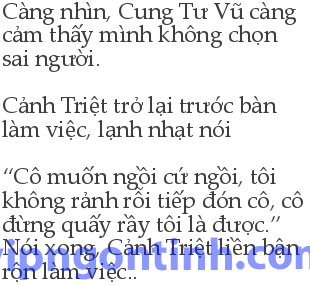 Càng nhìn, Cung Tư Vũ càng
cảm thấy mình không chọn
sai người.
Cảnh Triệt trở lại trước bàn
làm việc, lạnh nhạt nói
“Cô muốn ngồi cứ ngồi, tôi
không rảnh rỗi tiếp đón cô, cô
đừng quấy rầy tôi là được.”
Nói xong, Cảnh Triệt liền bận
rộn làm việc..